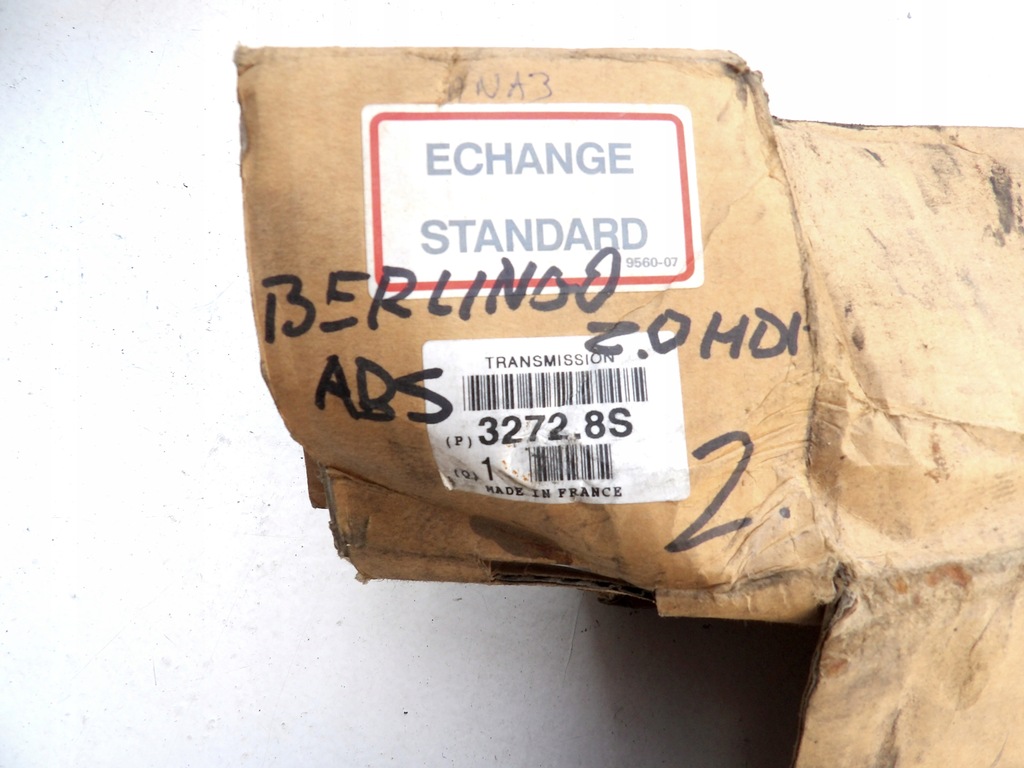 NA3
ECHANGE
STANDARD
9560-07
BERLINGO
2.0 HDI
ABS
TRANSMISSION
(P) 3272.8S
(Q) 1
MADE IN FRANCE
2.